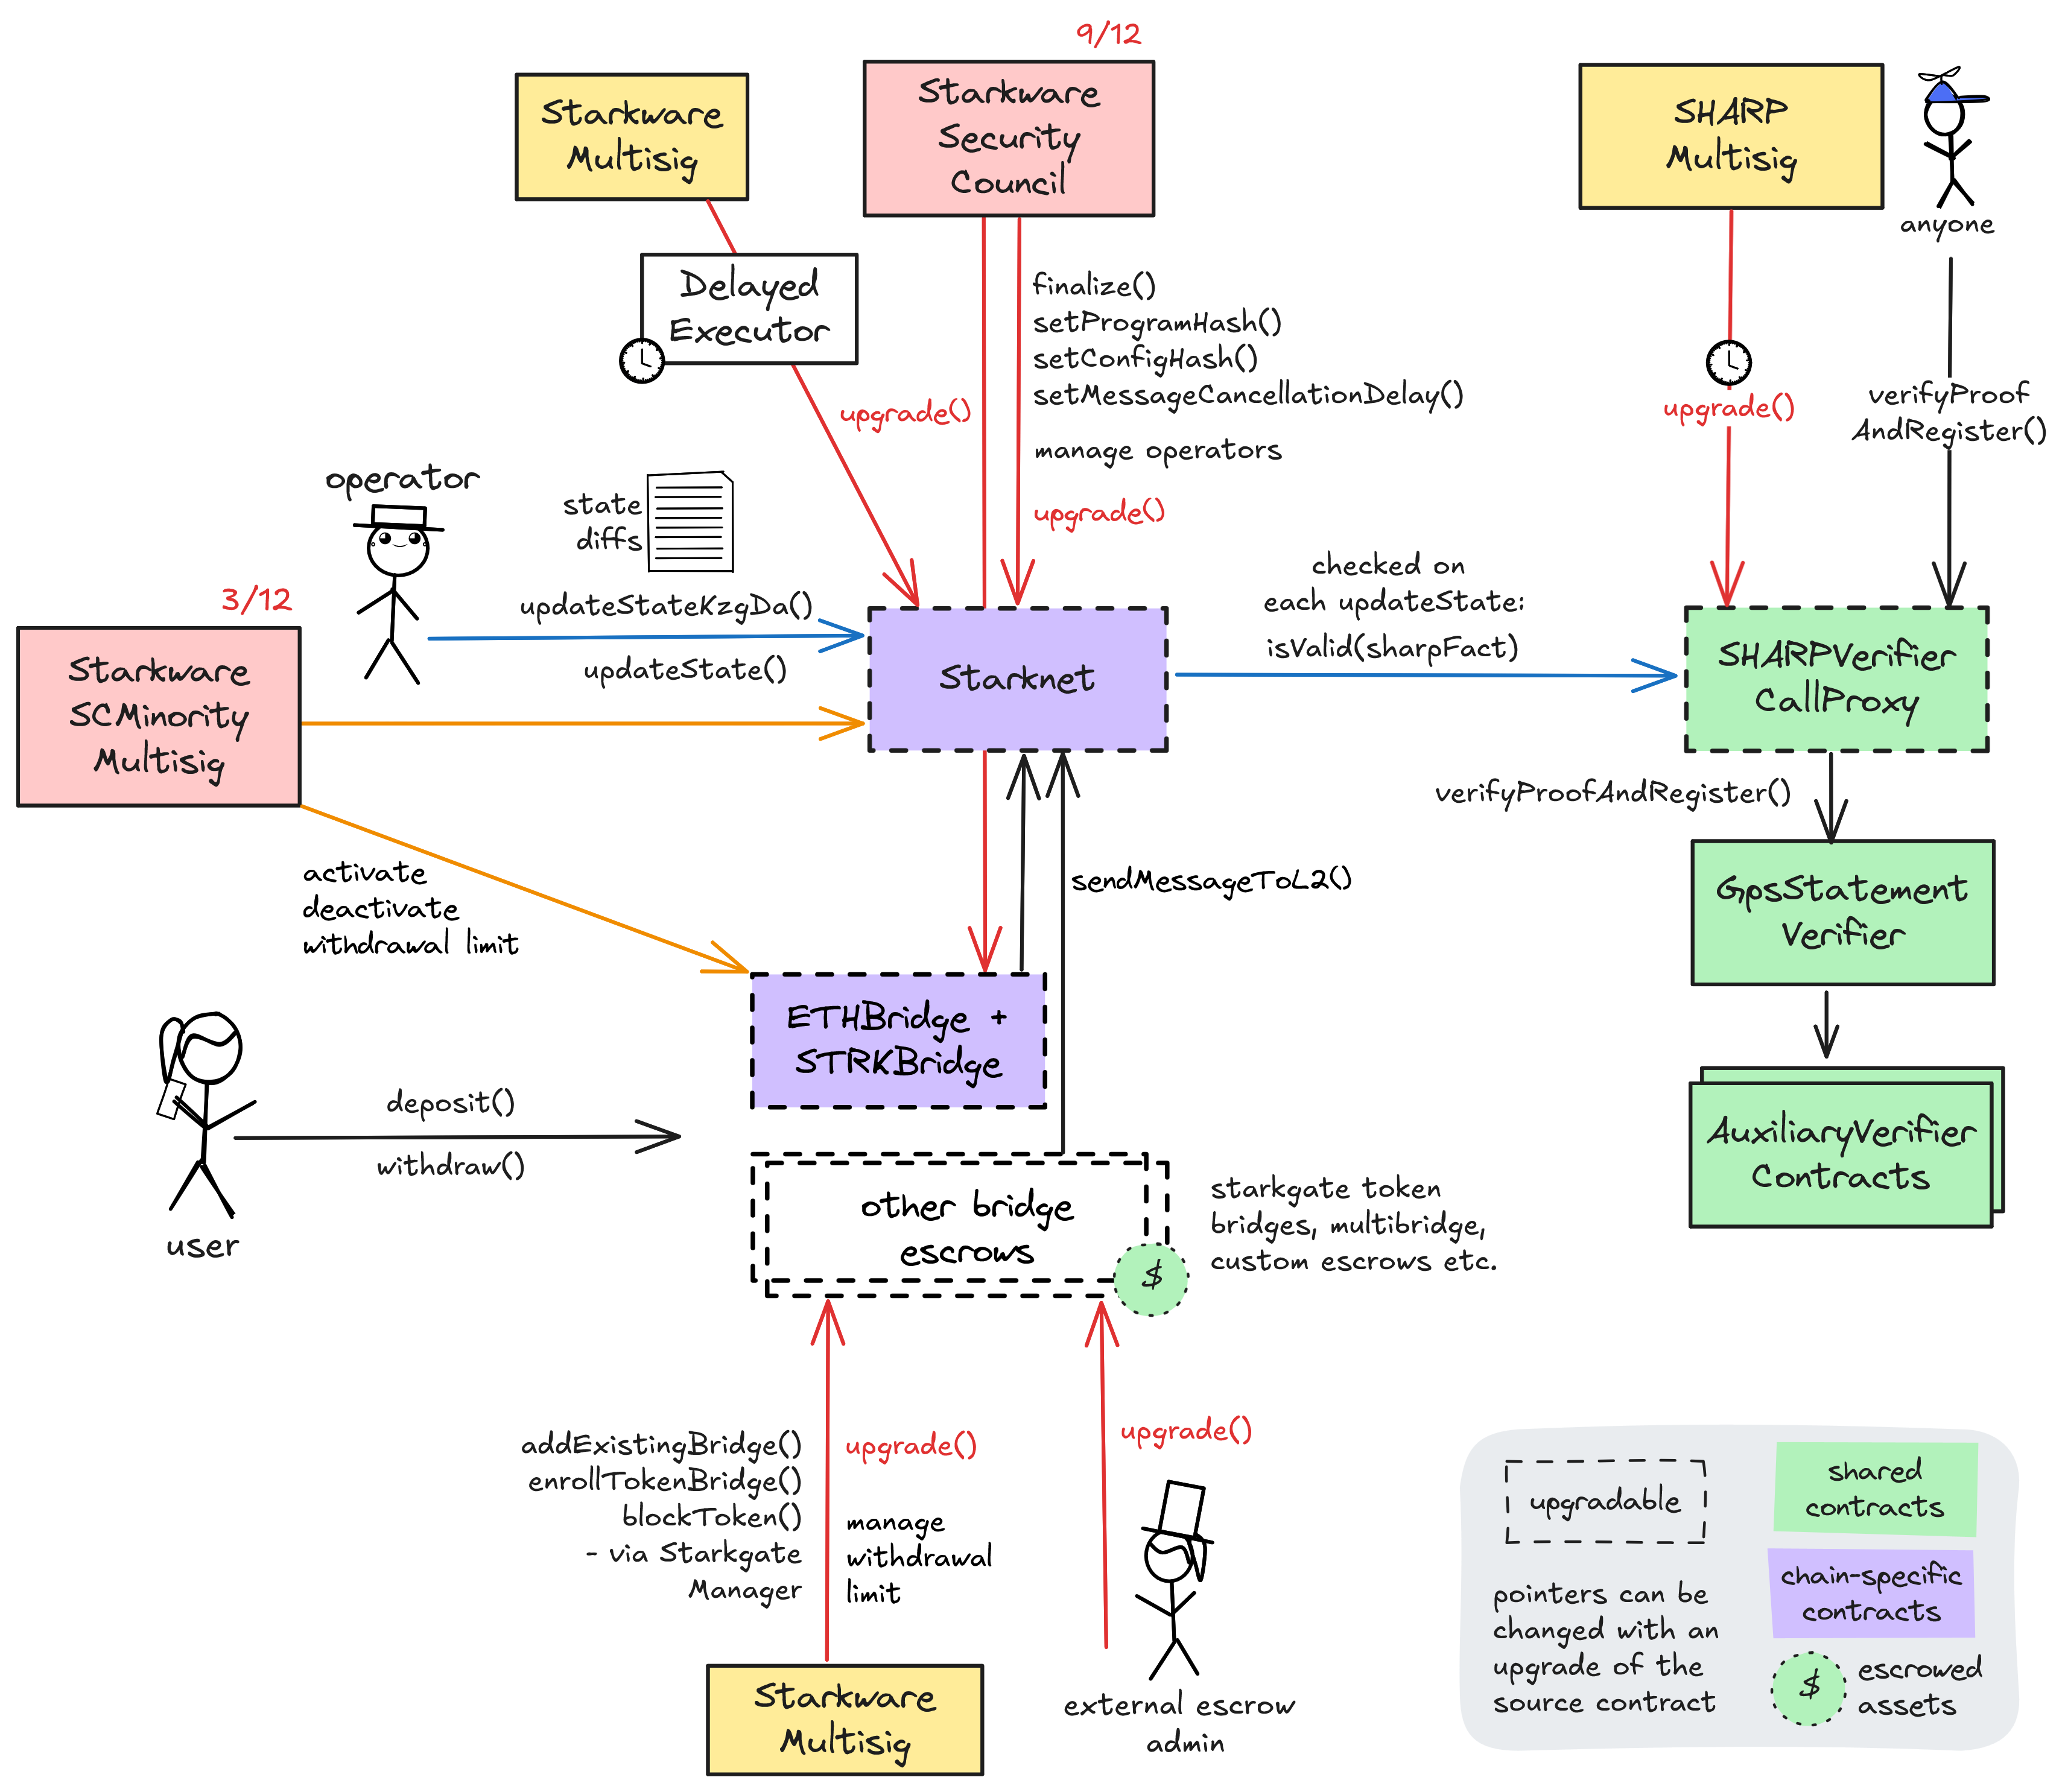 9/12
Starkware
Multisig
Starkware
Security
Council
SHARP
Multisig
anyone
Delayed
Executor
finalize()
setProgramHash()
setConfigHash()
setMessageCancellationDelay()
manage operators
upgrade()
upgrade()
upgrade()
verifyProof
AndRegister()
operator
state
diffs
updateStateKzgDa()
updateState()
3/12
Starkware
SCMinority
Multisig
Starknet
checked on
each updateState:
isValid(sharpFact)
SHARPVerifier
CallProxy
verifyProofAndRegister()
GpsStatement
Verifier
AuxiliaryVerifier
Contracts
activate
deactivate
withdrawal limit
sendMessageToL2()
ETHBridge +
STRKBridge
deposit()
withdraw()
user
other bridge
escrows
$
starkgate token
bridges, multibridge,
custom escrows etc.
addExistingBridge()
enrollTokenBridge()
blockToken()
- via Starkgate
Manager
upgrade()
manage
withdrawal
limit
upgrade()
Starkware
Multisig
external escrow
admin
upgradable
pointers can be
changed with an
upgrade of the
source contract
shared
contracts
chain-specific
contracts
$
escrowed
assets